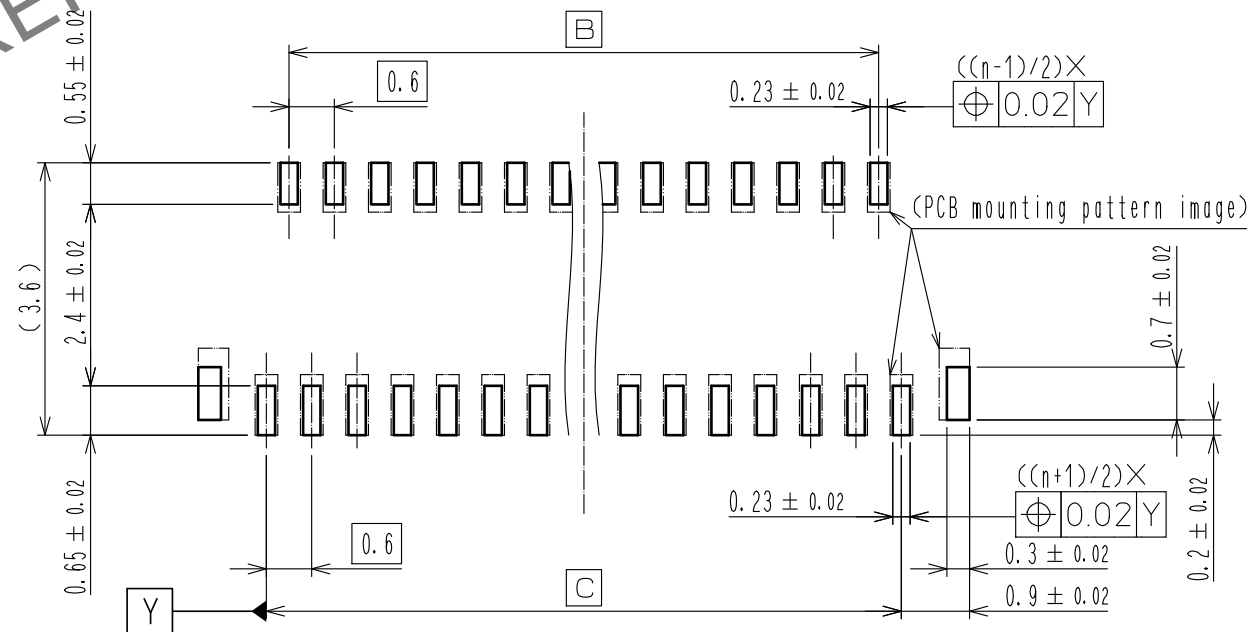 B
0.6
0.23 ± 0.02
((n-1)/2)X
⌖ 0.02 Y
0.55 ± 0.02
(3.6)
2.4 ± 0.02
(PCB mounting pattern image)
0.7 ± 0.02
0.65 ± 0.02
0.6
0.23 ± 0.02
((n+1)/2)X
⌖ 0.02 Y
0.2 ± 0.02
0.3 ± 0.02
C
0.9 ± 0.02
Y